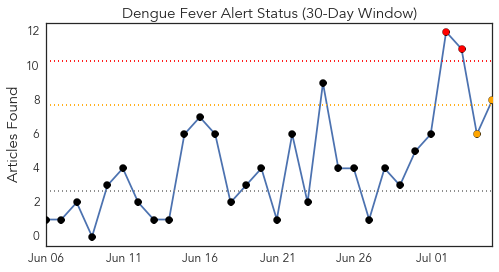 Dengue Fever Alert Status (30-Day Window)
Articles Found
12
10
8
6
4
2
0
Jun 06 Jun 11 Jun 16 Jun 21 Jun 26 Jul 01